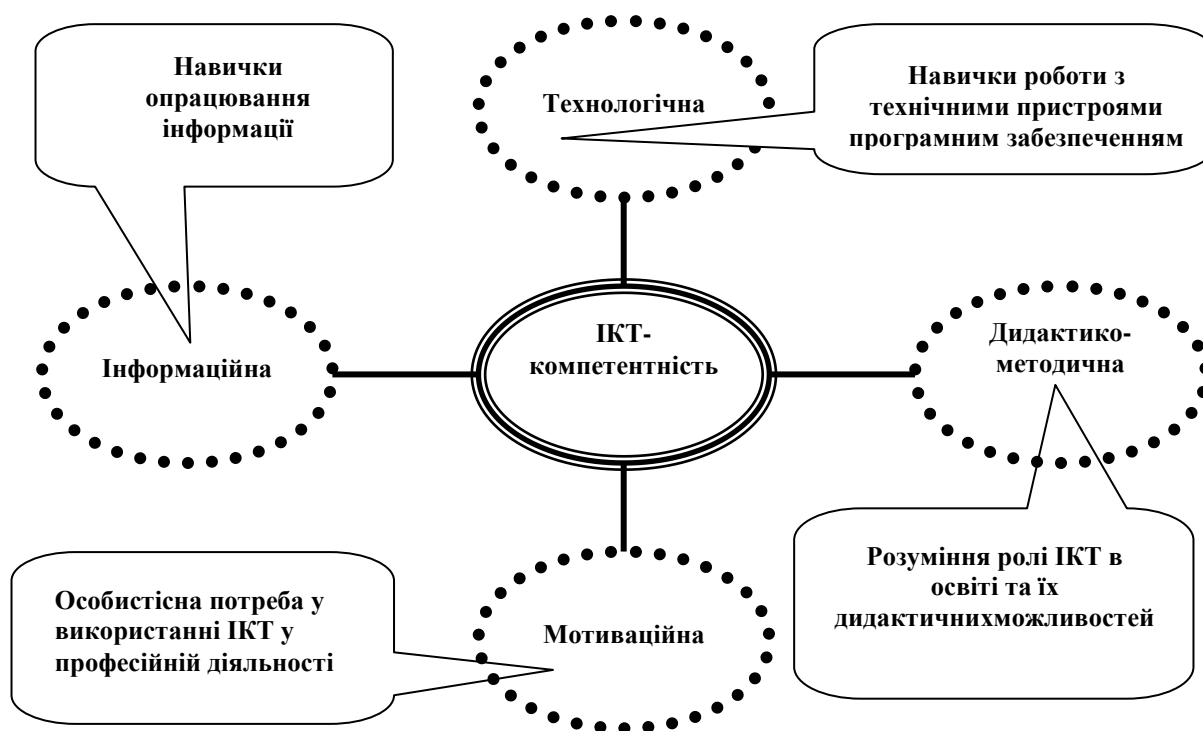 Навички
опрацювання
інформації
Технологічна
Навички роботи з
технічними пристроями
програмним забезпеченням
Інформаційна
ІКТ-
компетентність
Дидактико-
методична
Особистісна потреба у
використанні ІКТ у
професійній діяльності
Мотиваційна
Розуміння ролі ІКТ в
освіті та їх
дидактичнихможливостей